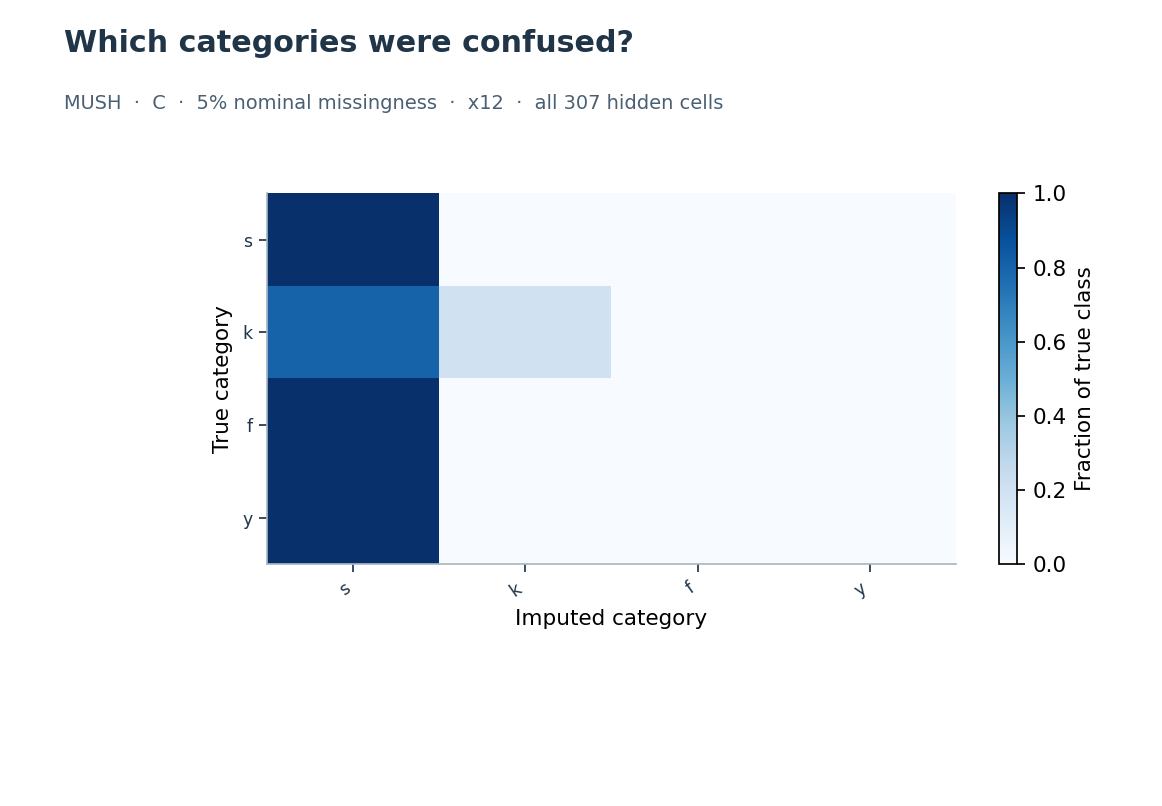 Which categories were confused?
MUSH · C · 5% nominal missingness · x12 · all 307 hidden cells
s
k
f
y
True category
s
k
f
y
Imputed category
1.0
0.8
0.6
0.4
0.2
0.0
Fraction of true class